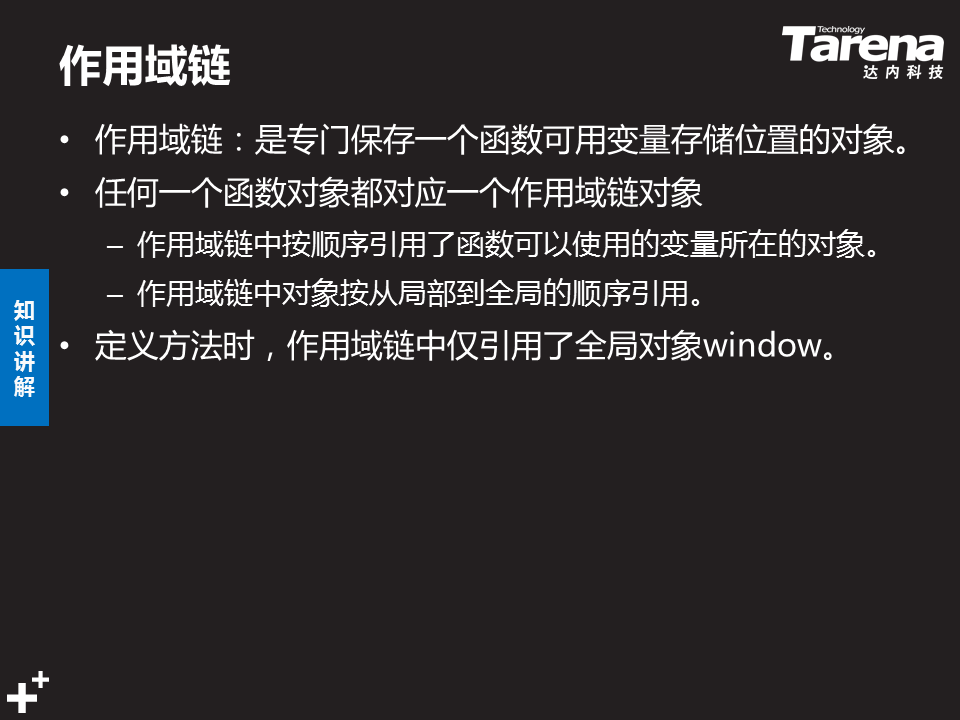 作用域链
Technology
Tarena
达内科技
• 作用域链：是专门保存一个函数可用变量存储位置的对象。
• 任何一个函数对象都对应一个作用域链对象
– 作用域链中按顺序引用了函数可以使用的变量所在的对象。
– 作用域链中对象按从局部到全局的顺序引用。
• 定义方法时，作用域链中仅引用了全局对象window。
知
识
讲
解